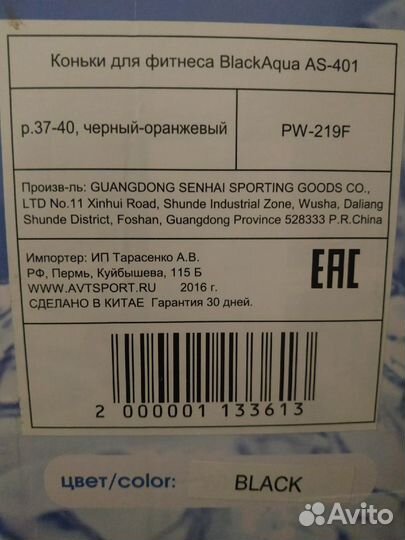 Коньки для фитнеса BlackAqua AS-401
р.37-40, черный-оранжевый
PW-219F
Произв-ль: GUANGDONG SENHAI SPORTING GOODS CO.,
LTD No.11 Xinhui Road, Shunde Industrial Zone, Wusha, Daliang
Shunde District, Foshan, Guangdong Province 528333 P.R.China
Импортер: ИП Тарасенко А.В.
РФ, Пермь, Куйбышева, 115 Б
WWW.AVTSPORT.RU 2016 г.
СДЕЛАНО В КИТАЕ Гарантия 30 дней.
EAC
2 000001 133613
цвет/color: BLACK
Avito